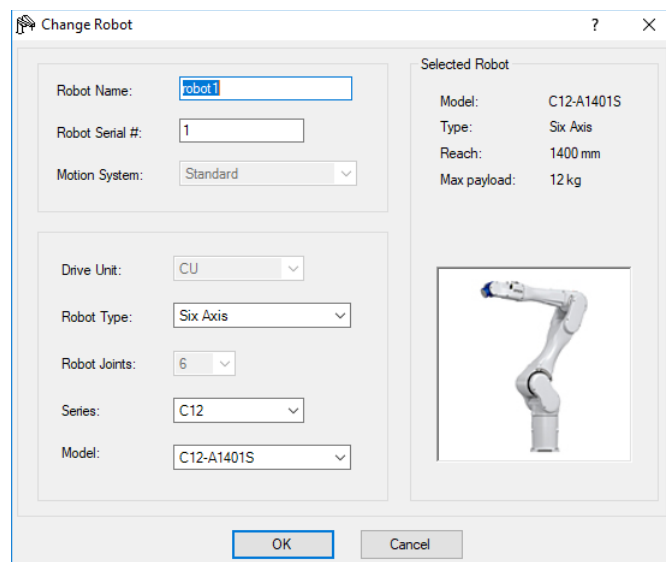 Change Robot
?
Robot Name: robot1
Robot Serial #: 1
Motion System: Standard
Drive Unit: CU
Robot Type: Six Axis
Robot Joints: 6
Series: C12
Model: C12-A1401S
Selected Robot
Model: C12-A1401S
Type: Six Axis
Reach: 1400 mm
Max payload: 12 kg
OK
Cancel